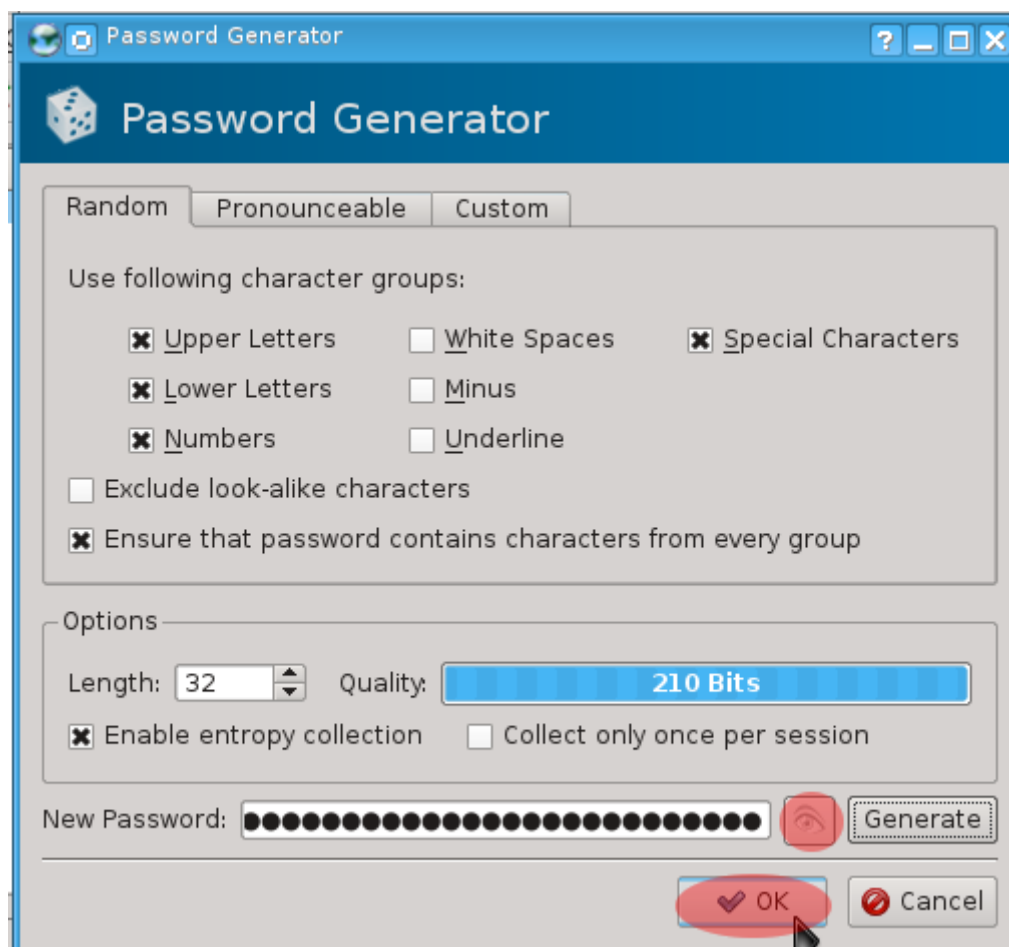 Password Generator
Password Generator
Random Pronounceable Custom
Use following character groups:
Upper Letters White Spaces Special Characters
Lower Letters Minus
Numbers Underline
Exclude look-alike characters
Ensure that password contains characters from every group
Options
Length: 32 Quality: 210 Bits
Enable entropy collection Collect only once per session
New Password: ●●●●●●●●●●●●●●●●●●●●●●●●●●● Generate
OK Cancel